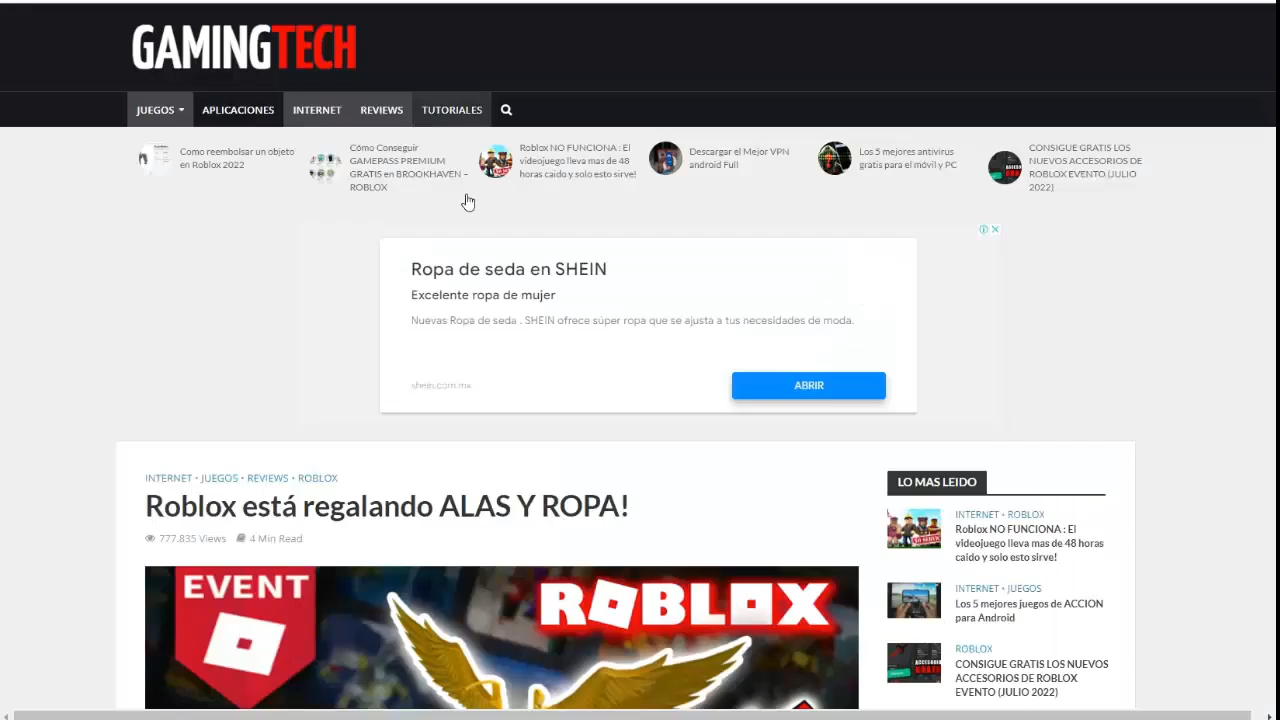 GAMINGTECH
JUEGOS APLICACIONES INTERNET REVIEWS TUTORIALES
Como reembolsar un objeto
en Roblox 2022
Cómo Conseguir
GAMEPASS PREMIUM
GRATIS en BROOKHAVEN –
ROBLOX
Roblox NO FUNCIONA : El
videojuego lleva mas de 48
horas caido y solo esto sirve!
Descargar el Mejor VPN
android Full
Los 5 mejores antivirus
gratis para el móvil y PC
CONSIGUE GRATIS LOS
NUEVOS ACCESORIOS DE
ROBLOX EVENTO (JULIO
2022)
Ropa de seda en SHEIN
Excelente ropa de mujer
Nuevas Ropa de seda . SHEIN ofrece súper ropa que se ajusta a tus necesidades de moda.
shein.com.mx
ABRIR
INTERNET • JUEGOS • REVIEWS • ROBLOX
Roblox está regalando ALAS Y ROPA!
777.835 Views 4 Min Read
EVENT
ROBLOX
LO MAS LEIDO
INTERNET • ROBLOX
Roblox NO FUNCIONA : El
videojuego lleva mas de 48 horas
caido y solo esto sirve!
INTERNET • JUEGOS
Los 5 mejores juegos de ACCION
para Android
ROBLOX
CONSIGUE GRATIS LOS NUEVOS
ACCESORIOS DE ROBLOX
EVENTO (JULIO 2022)